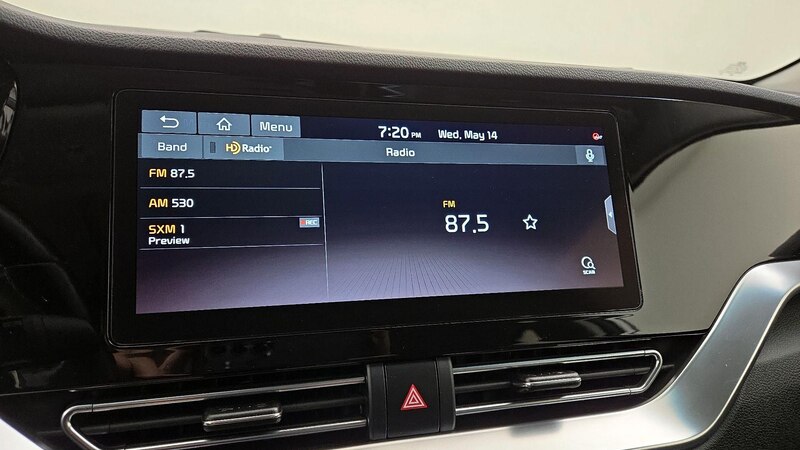 Menu
7:20 PM Wed, May 14
Band
HD Radio
Radio
FM 87.5
AM 530
SXM 1
REC
Preview
FM
87.5
SCAN